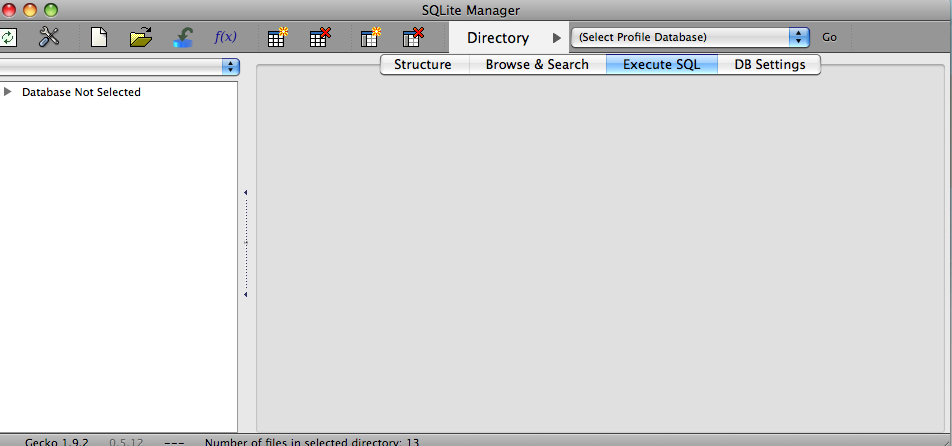 SQLite Manager
f(x) Directory (Select Profile Database) Go
Structure Browse & Search Execute SQL DB Settings
Database Not Selected
Gecko 1.9.2 0.5.12 --- Number of files in selected directory: 13